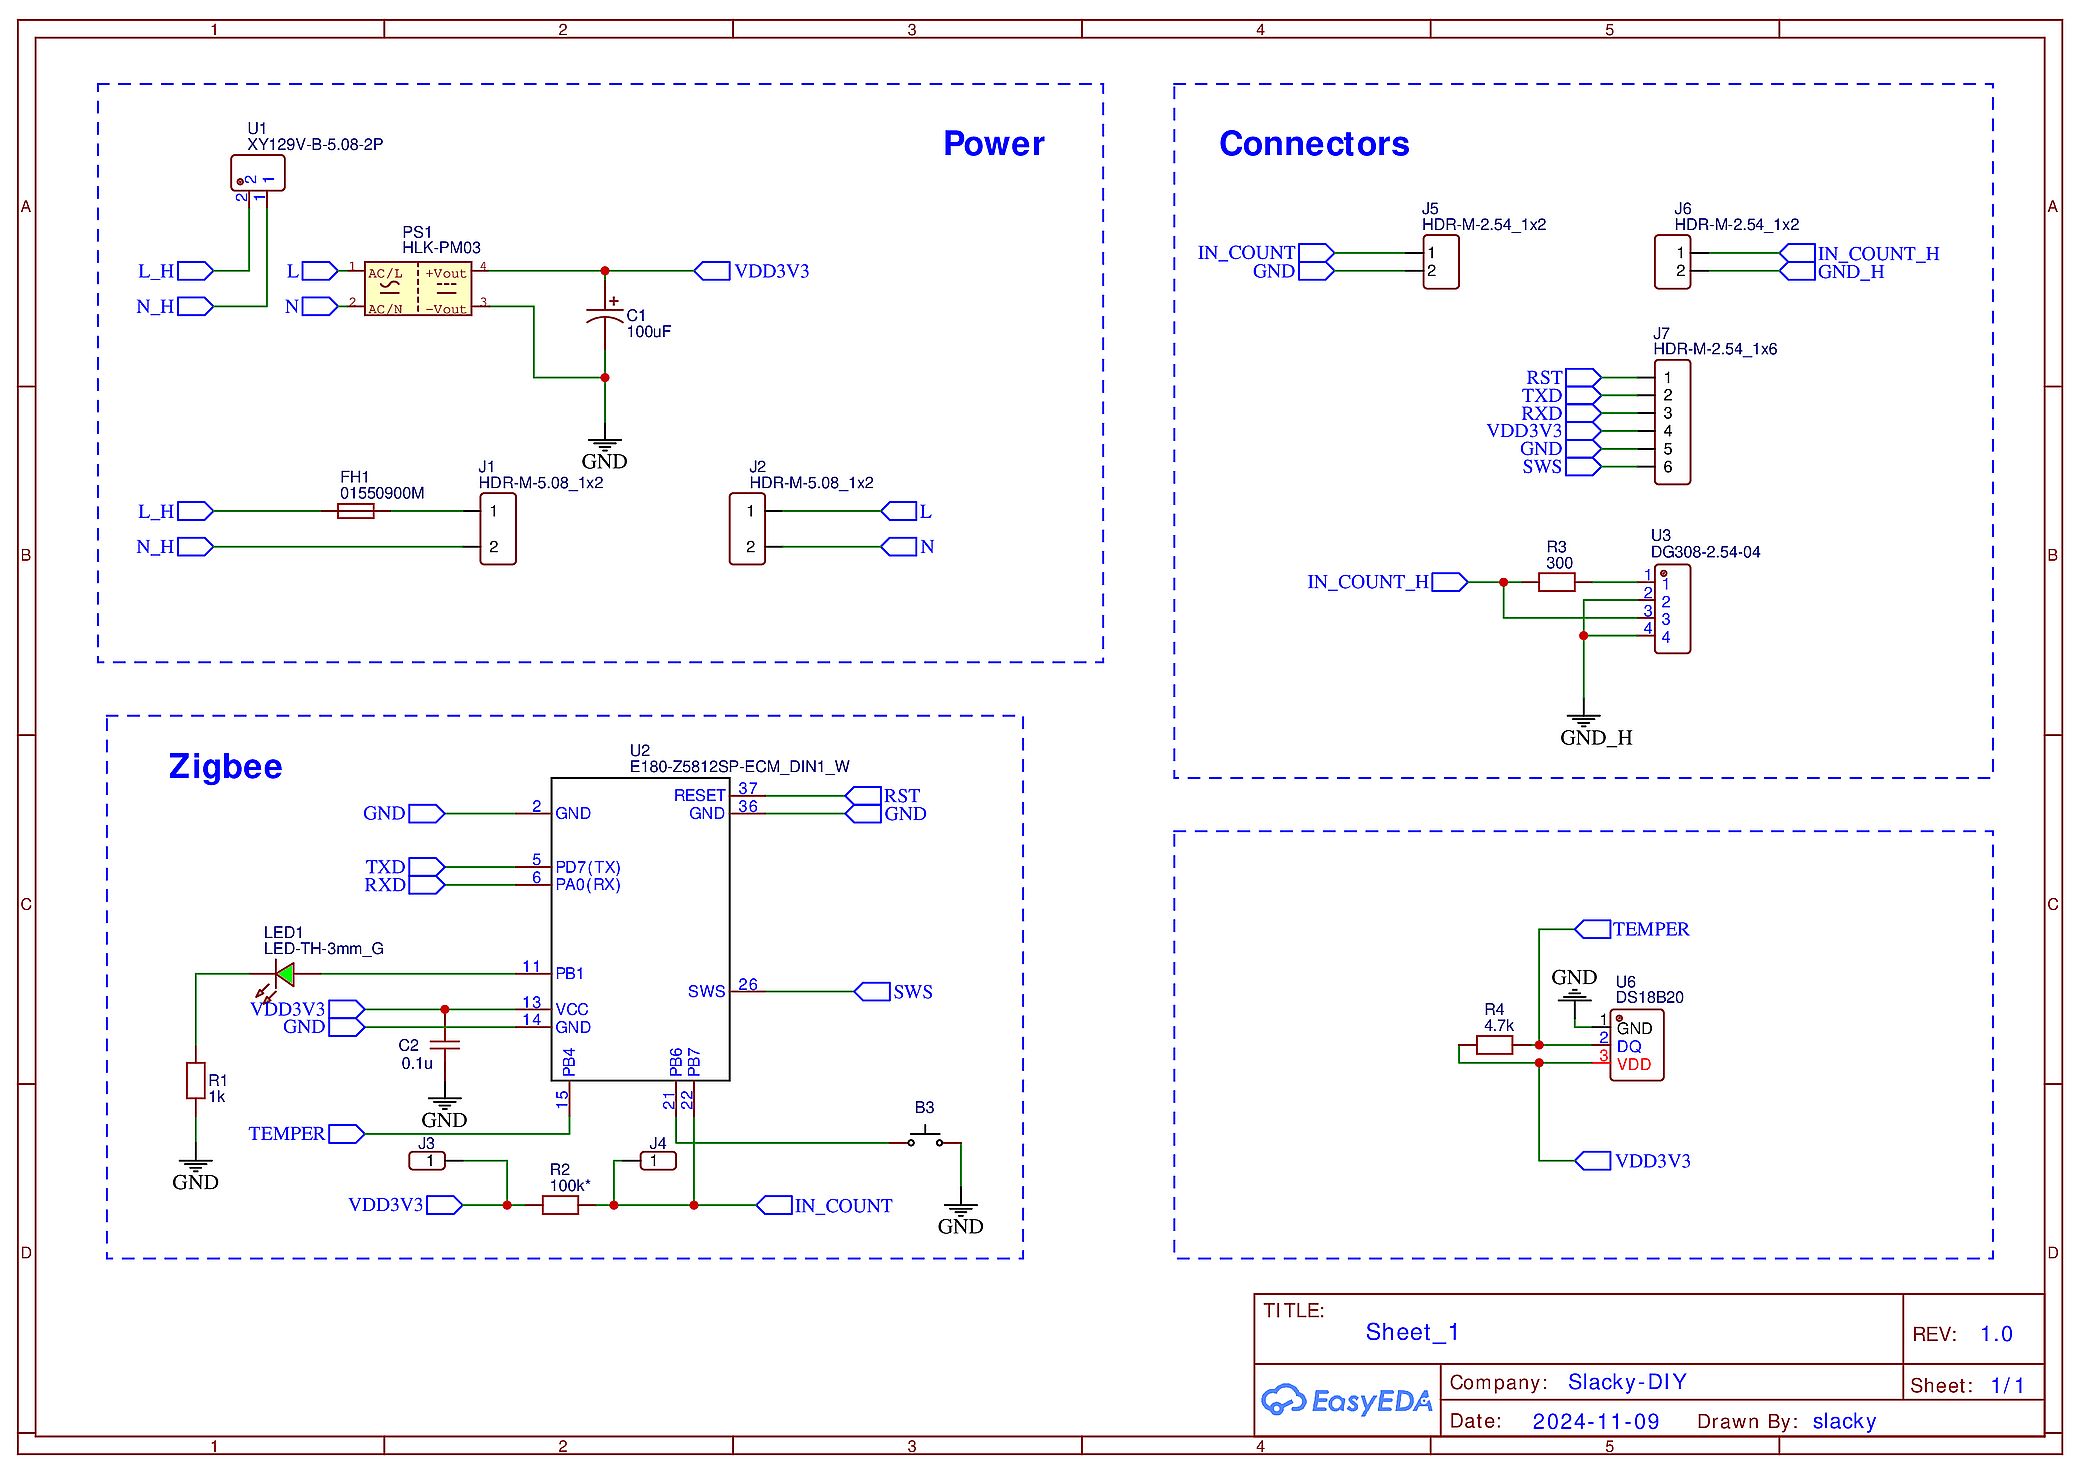 1 2 3 4 5
A A
B B
C C
D D
Power
U1
XY129V-B-5.08-2P
2 1
2 1
L_H
N_H
L
N
PS1
HLK-PM03
1 AC/L +Vout 4
2 AC/N -Vout 3
VDD3V3
+
C1
100uF
GND
L_H
N_H
FH1
01550900M
J1
HDR-M-5.08_1x2
1
2
J2
HDR-M-5.08_1x2
1
2
L
N
Connectors
J5
HDR-M-2.54_1x2
IN_COUNT 1
GND 2
J6
HDR-M-2.54_1x2
1 IN_COUNT_H
2 GND_H
J7
HDR-M-2.54_1x6
RST 1
TXD 2
RXD 3
VDD3V3 4
GND 5
SWS 6
U3
DG308-2.54-04
R3
300
IN_COUNT_H
1 1
2 2
3 3
4 4
GND_H
Zigbee
U2
E180-Z5812SP-ECM_DIN1_W
GND 2 GND
TXD 5 PD7(TX)
RXD 6 PA0(RX)
LED1
LED-TH-3mm_G
11 PB1
VDD3V3 13 VCC
GND 14 GND
RESET 37 RST
GND 36 GND
SWS 26 SWS
PB4 PB6 PB7
15 21 22
C2
0.1u
GND
R1
1k
GND
TEMPER
J3
1
J4
1
R2
100k*
VDD3V3
IN_COUNT
B3
GND
TEMPER
GND
U6
DS18B20
R4
4.7k
1 GND
2 DQ
3 VDD
VDD3V3
TITLE:
Sheet_1
REV: 1.0
EasyEDA
Company: Slacky-DIY
Sheet: 1/1
Date: 2024-11-09 Drawn By: slacky
1 2 3 4 5